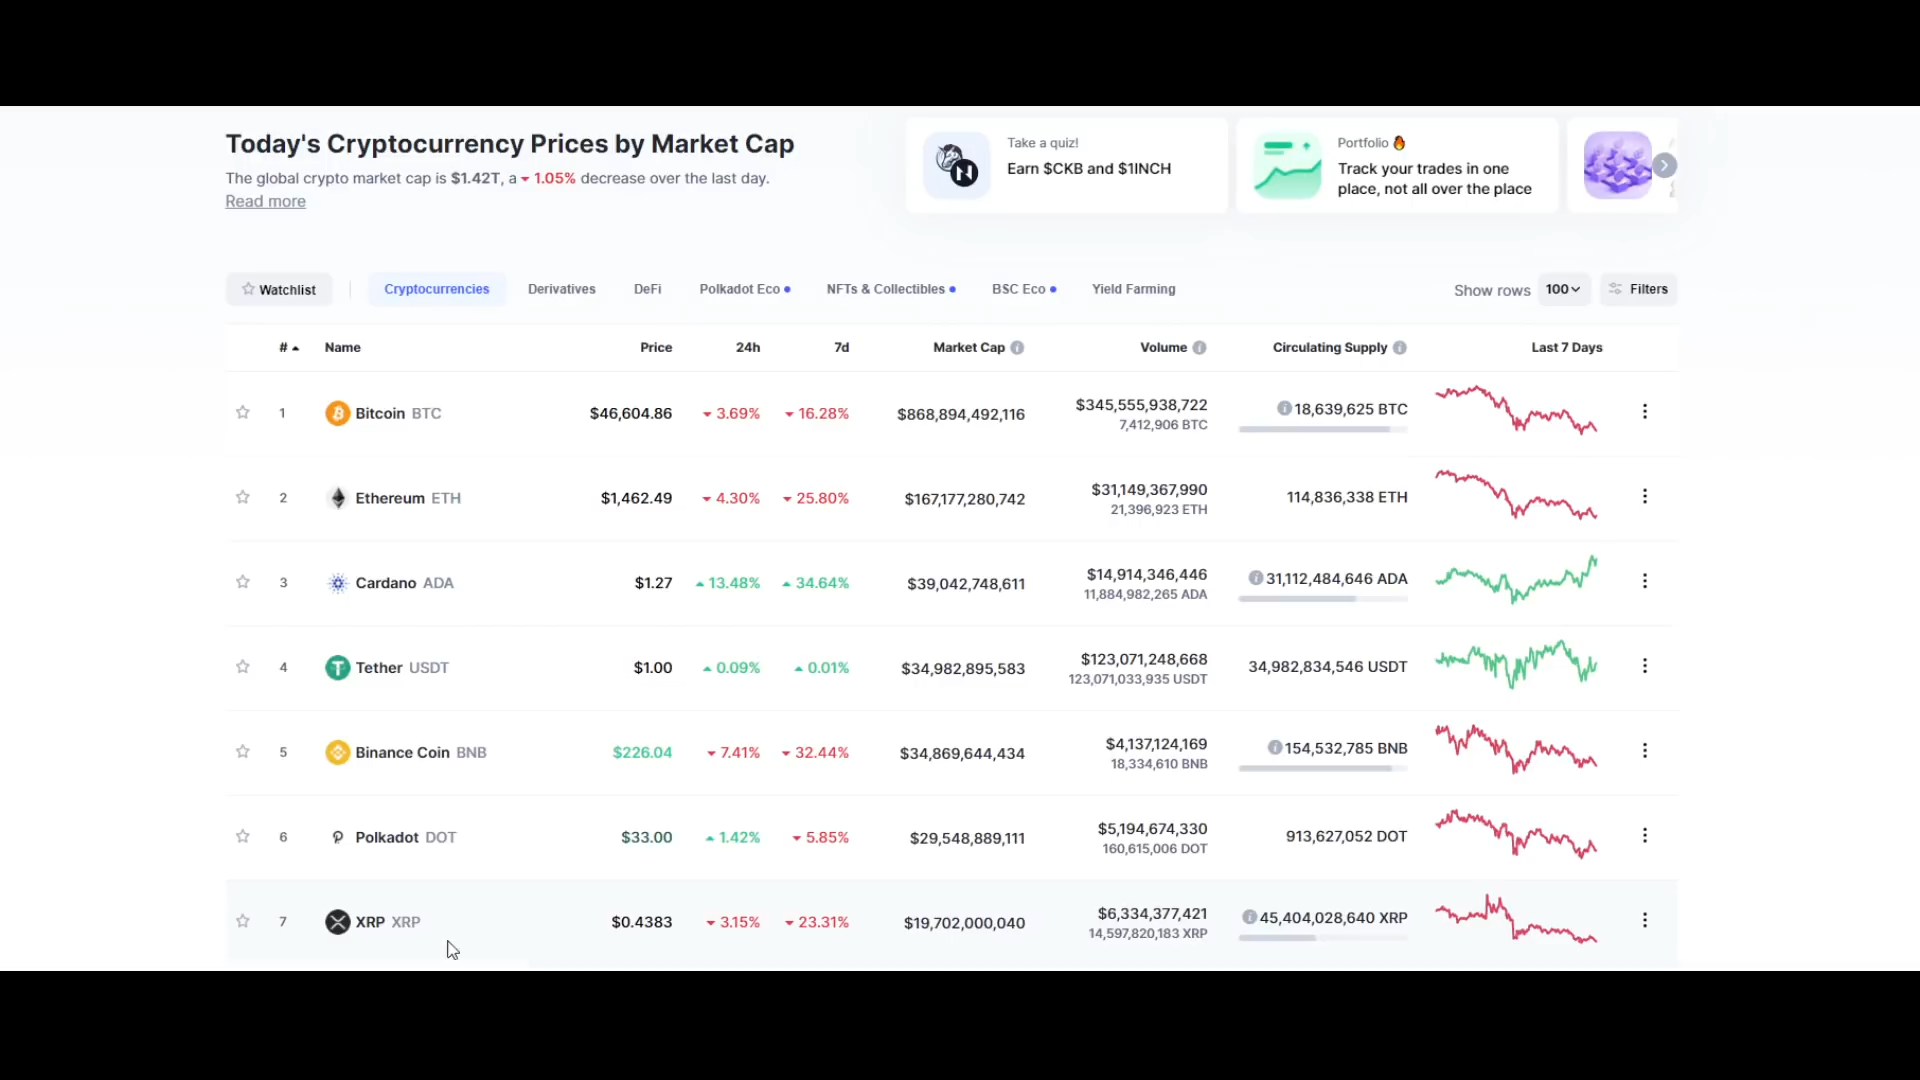 Today's Cryptocurrency Prices by Market Cap
The global crypto market cap is $1.42T, a 1.05% decrease over the last day.
Read more
Take a quiz!
Earn $CKB and $1INCH
Portfolio
Track your trades in one
place, not all over the place
Watchlist Cryptocurrencies Derivatives DeFi Polkadot Eco NFTs & Collectibles BSC Eco Yield Farming Show rows 100 Filters
# Name Price 24h 7d Market Cap Volume Circulating Supply Last 7 Days
1 Bitcoin BTC $46,604.86 3.69% 16.28% $868,894,492,116 $345,555,938,722 18,639,625 BTC
7,412,906 BTC
2 Ethereum ETH $1,462.49 4.30% 25.80% $167,177,280,742 $31,149,367,990 114,836,338 ETH
21,396,923 ETH
3 Cardano ADA $1.27 13.48% 34.64% $39,042,748,611 $14,914,346,446 31,112,484,646 ADA
11,884,982,265 ADA
4 Tether USDT $1.00 0.09% 0.01% $34,982,895,583 $123,071,248,668 34,982,834,546 USDT
123,071,033,935 USDT
5 Binance Coin BNB $226.04 7.41% 32.44% $34,869,644,434 $4,137,124,169 154,532,785 BNB
18,334,610 BNB
6 Polkadot DOT $33.00 1.42% 5.85% $29,548,889,111 $5,194,674,330 913,627,052 DOT
160,615,006 DOT
7 XRP XRP $0.4383 3.15% 23.31% $19,702,000,040 $6,334,377,421 45,404,028,640 XRP
14,597,820,183 XRP